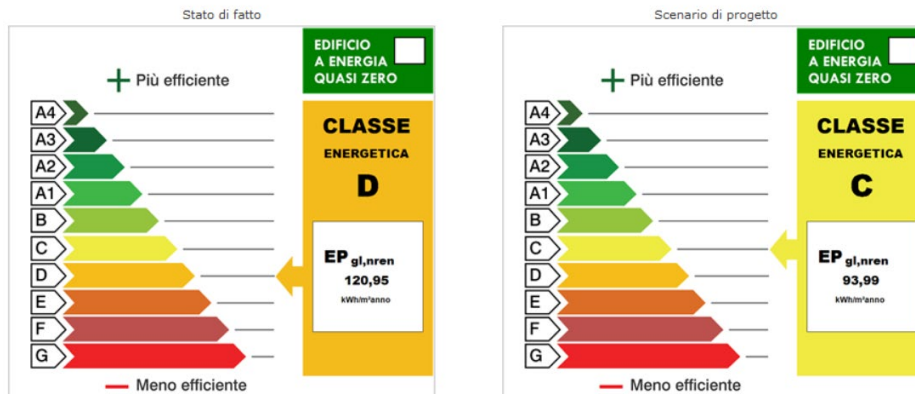 Stato di fatto
EDIFICIO
A ENERGIA
QUASI ZERO
+ Più efficiente
A4
A3
A2
A1
B
C
D
E
F
G
— Meno efficiente
CLASSE
ENERGETICA
D
EP gl,nren
120,95
kWh/m²anno
Scenario di progetto
EDIFICIO
A ENERGIA
QUASI ZERO
+ Più efficiente
A4
A3
A2
A1
B
C
D
E
F
G
— Meno efficiente
CLASSE
ENERGETICA
C
EP gl,nren
93,99
kWh/m²anno